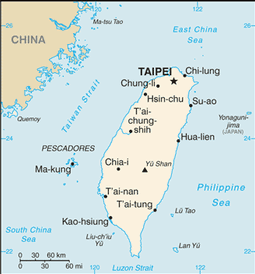 120
122
Ma-tsu Tao
East China
Sea
CHINA
TAIPEI
Chi-lung
Chung-li
Hsin-chu
Su-ao
Quemoy
Taiwan Strait
T'ai-
chung-
shih
Yonaguni-
jima
(JAPAN)
24
24
Hua-lien
PESCADORES
Ma-kung
Chia-i
Yü Shan
Philippine
Sea
T'ai-nan
T'ai-tung
Lü Tao
Kao-hsiung
Liu-ch'iu
Yü
South China
Sea
22
22
Lan Yü
0 30 60 km
0 30 60 mi
Luzon Strait
120
122